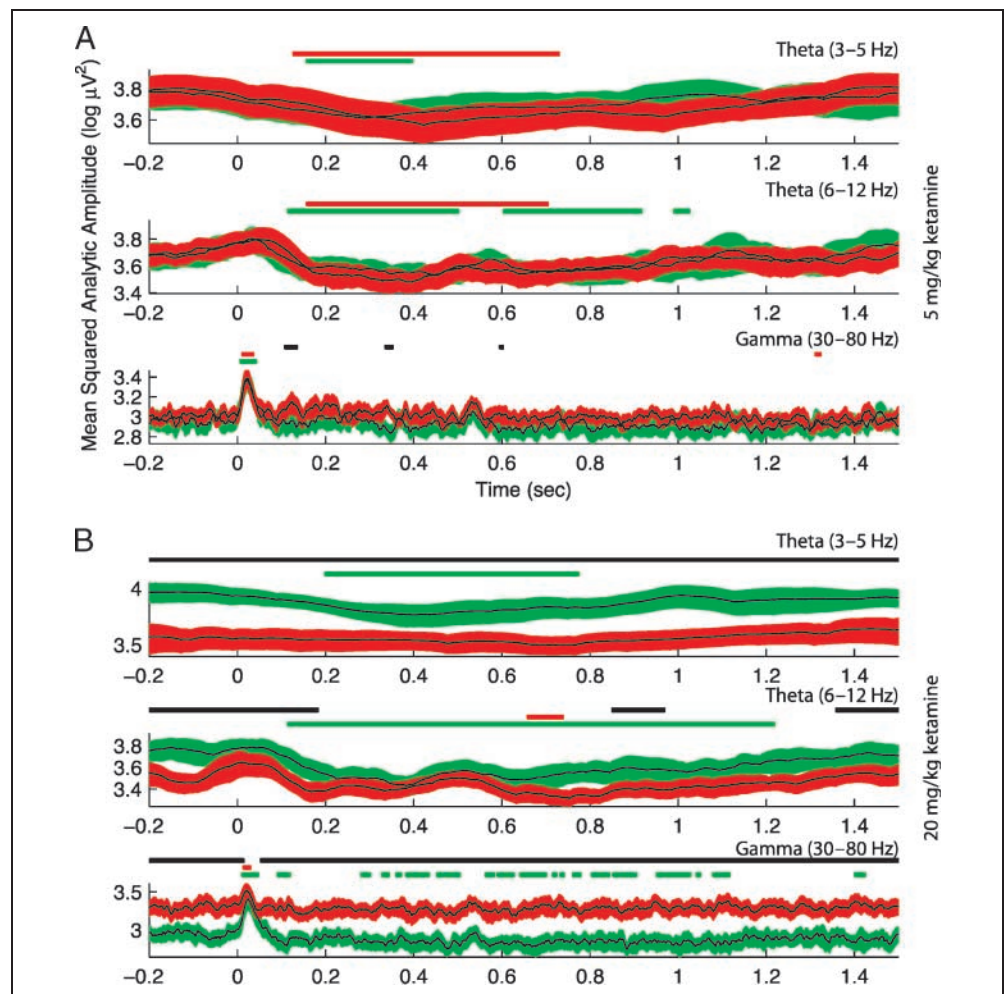 A
Mean Squared Analytic Amplitude (log µV²)
Theta (3–5 Hz)
3.8
3.6
−0.2 0 0.2 0.4 0.6 0.8 1 1.2 1.4
Theta (6–12 Hz)
3.8
3.6
3.4
−0.2 0 0.2 0.4 0.6 0.8 1 1.2 1.4
Gamma (30–80 Hz)
3.4
3.2
3
2.8
−0.2 0 0.2 0.4 0.6 0.8 1 1.2 1.4
Time (sec)
5 mg/kg ketamine
B
Theta (3–5 Hz)
4
3.5
−0.2 0 0.2 0.4 0.6 0.8 1 1.2 1.4
Theta (6–12 Hz)
3.8
3.6
3.4
−0.2 0 0.2 0.4 0.6 0.8 1 1.2 1.4
Gamma (30–80 Hz)
3.5
3
−0.2 0 0.2 0.4 0.6 0.8 1 1.2 1.4
20 mg/kg ketamine